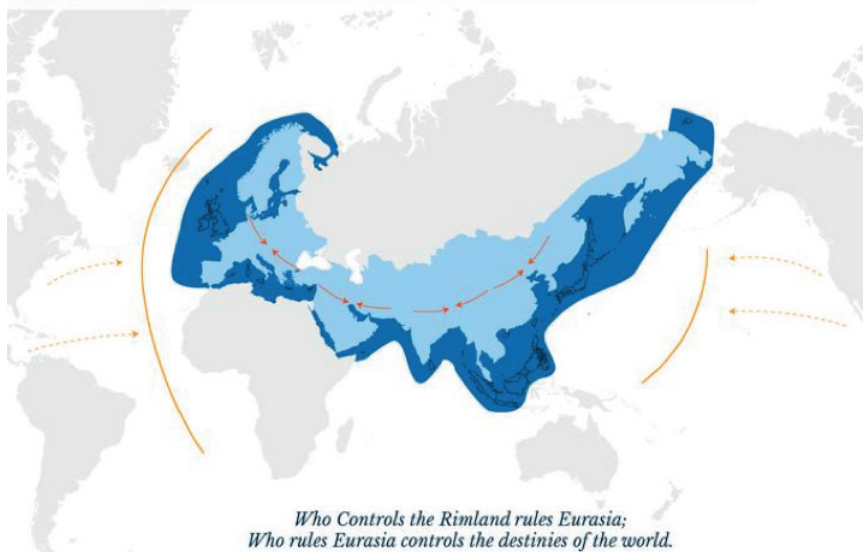 Who Controls the Rimland rules Eurasia;
Who rules Eurasia controls the destinies of the world.